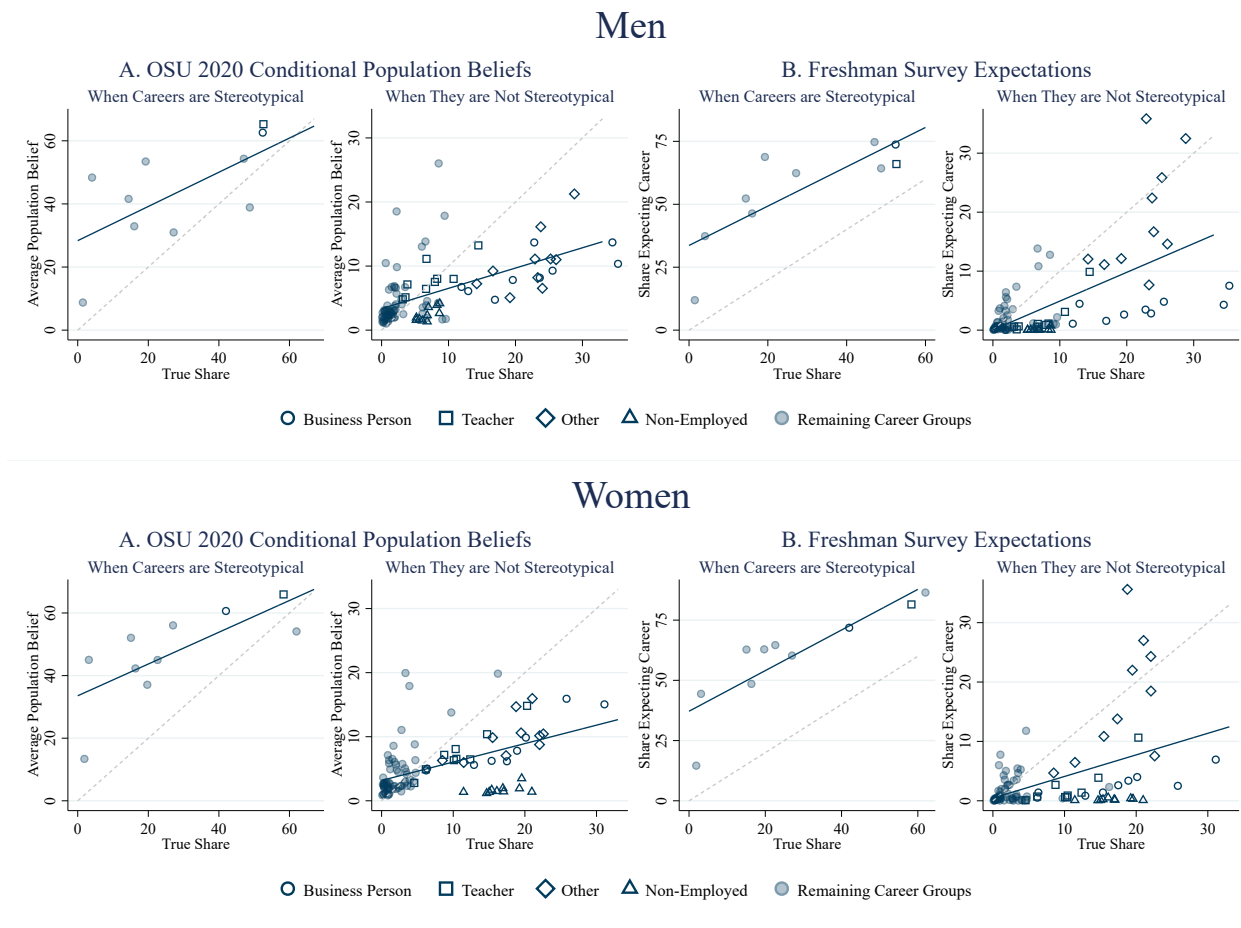 Men
A. OSU 2020 Conditional Population Beliefs
B. Freshman Survey Expectations
When Careers are Stereotypical
When They are Not Stereotypical
When Careers are Stereotypical
When They are Not Stereotypical
Average Population Belief
0
20
40
60
0
20
40
60
True Share
Average Population Belief
0
10
20
30
0
10
20
30
True Share
Share Expecting Career
0
25
50
75
0
20
40
60
True Share
Share Expecting Career
0
10
20
30
0
10
20
30
True Share
Business Person
Teacher
Other
Non-Employed
Remaining Career Groups
Women
A. OSU 2020 Conditional Population Beliefs
B. Freshman Survey Expectations
When Careers are Stereotypical
When They are Not Stereotypical
When Careers are Stereotypical
When They are Not Stereotypical
Average Population Belief
0
20
40
60
0
20
40
60
True Share
Average Population Belief
0
10
20
30
0
10
20
30
True Share
Share Expecting Career
0
25
50
75
0
20
40
60
True Share
Share Expecting Career
0
10
20
30
0
10
20
30
True Share
Business Person
Teacher
Other
Non-Employed
Remaining Career Groups